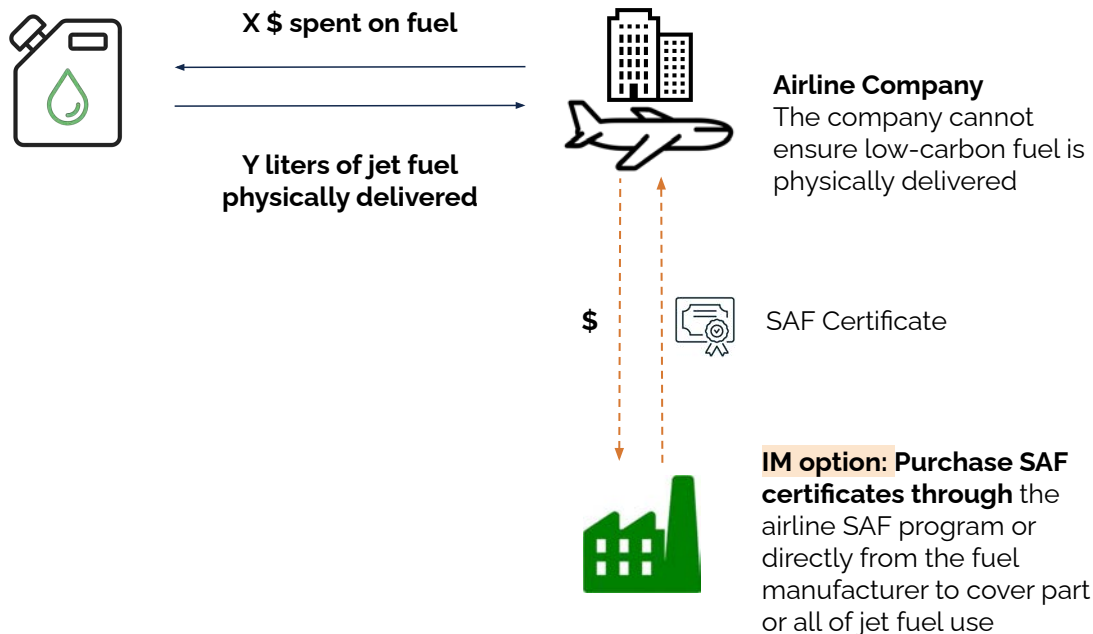 X $ spent on fuel
Y liters of jet fuel
physically delivered
Airline Company
The company cannot
ensure low-carbon fuel is
physically delivered
$
SAF Certificate
IM option: Purchase SAF
certificates through the
airline SAF program or
directly from the fuel
manufacturer to cover part
or all of jet fuel use